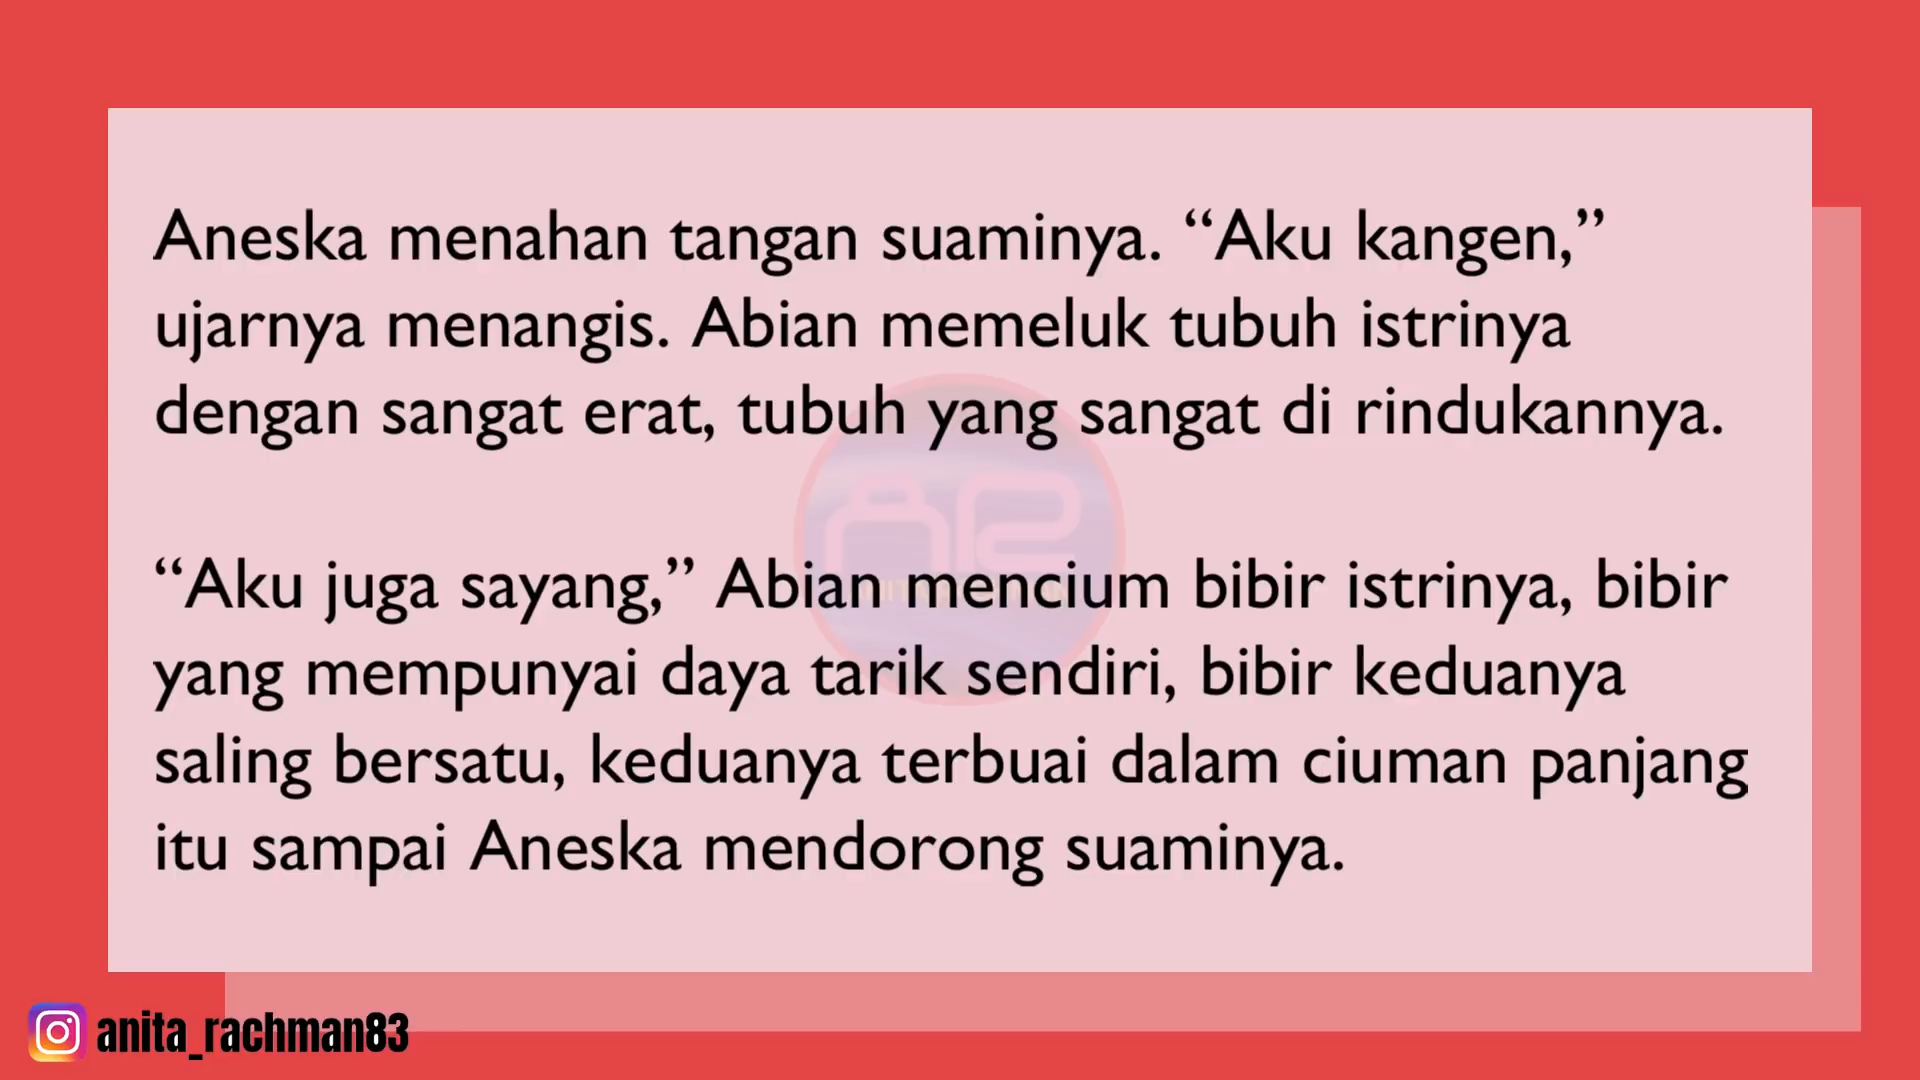 Aneska menahan tangan suaminya. “Aku kangen,”
ujarnya menangis. Abian memeluk tubuh istrinya
dengan sangat erat, tubuh yang sangat di rindukannya.
“Aku juga sayang,” Abian mencium bibir istrinya, bibir
yang mempunyai daya tarik sendiri, bibir keduanya
saling bersatu, keduanya terbuai dalam ciuman panjang
itu sampai Aneska mendorong suaminya.
anita_rachman83